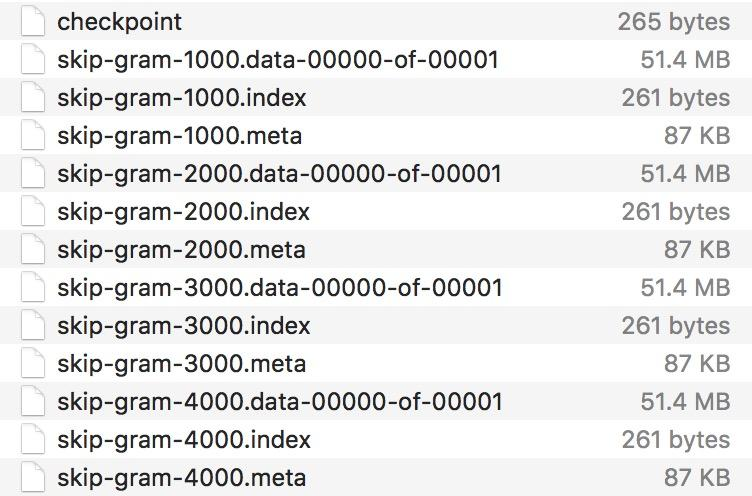 checkpoint 265 bytes
skip-gram-1000.data-00000-of-00001 51.4 MB
skip-gram-1000.index 261 bytes
skip-gram-1000.meta 87 KB
skip-gram-2000.data-00000-of-00001 51.4 MB
skip-gram-2000.index 261 bytes
skip-gram-2000.meta 87 KB
skip-gram-3000.data-00000-of-00001 51.4 MB
skip-gram-3000.index 261 bytes
skip-gram-3000.meta 87 KB
skip-gram-4000.data-00000-of-00001 51.4 MB
skip-gram-4000.index 261 bytes
skip-gram-4000.meta 87 KB